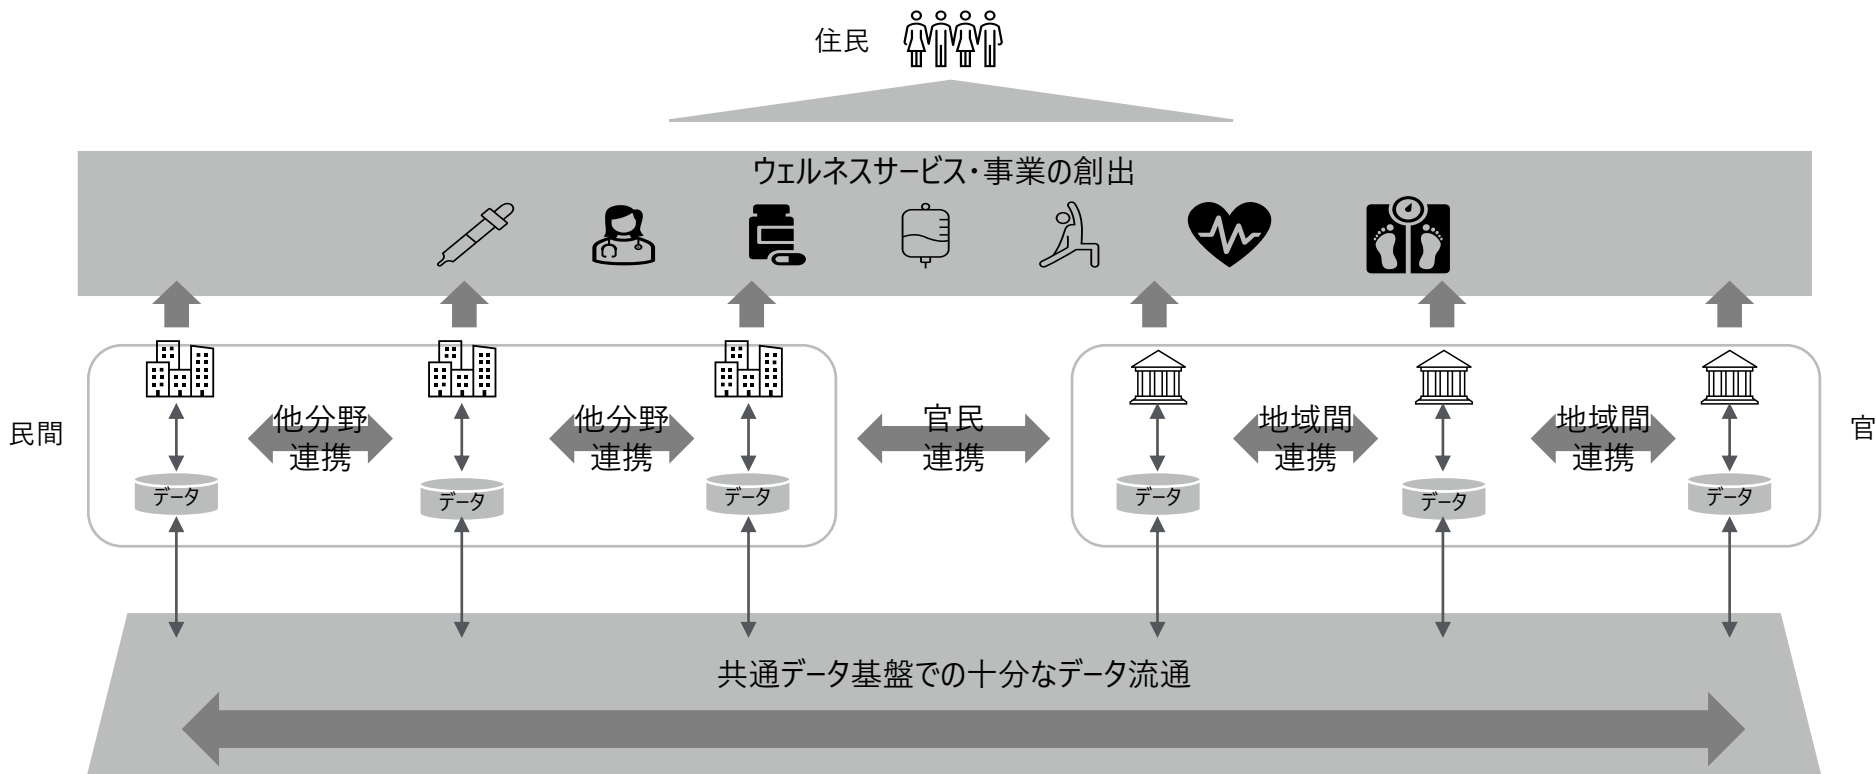 住民
ウェルネスサービス・事業の創出
民間
他分野
連携
他分野
連携
官民
連携
地域間
連携
地域間
連携
官
データ
データ
データ
データ
データ
データ
共通データ基盤での十分なデータ流通